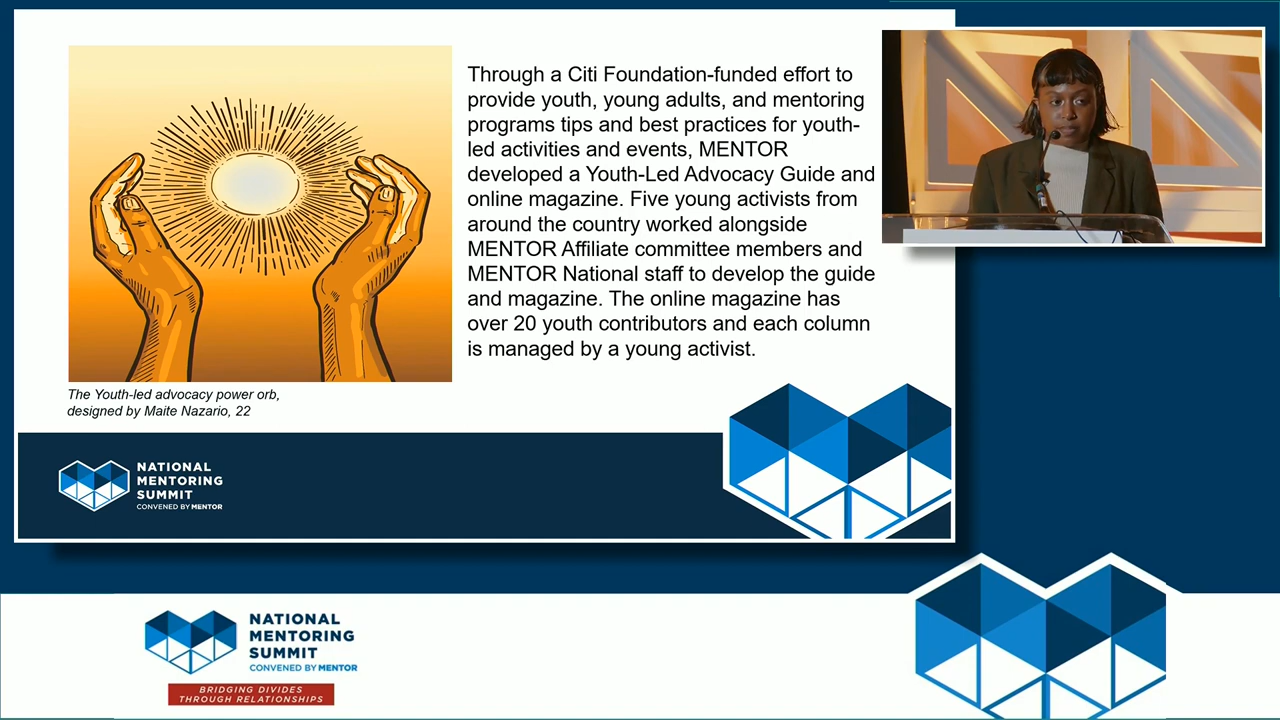 Through a Citi Foundation-funded effort to
provide youth, young adults, and mentoring
programs tips and best practices for youth-
led activities and events, MENTOR
developed a Youth-Led Advocacy Guide and
online magazine. Five young activists from
around the country worked alongside
MENTOR Affiliate committee members and
MENTOR National staff to develop the guide
and magazine. The online magazine has
over 20 youth contributors and each column
is managed by a young activist.
The Youth-led advocacy power orb,
designed by Maite Nazario, 22
NATIONAL
MENTORING
SUMMIT
CONVENED BY MENTOR
NATIONAL
MENTORING
SUMMIT
CONVENED BY MENTOR
BRIDGING DIVIDES
THROUGH RELATIONSHIPS